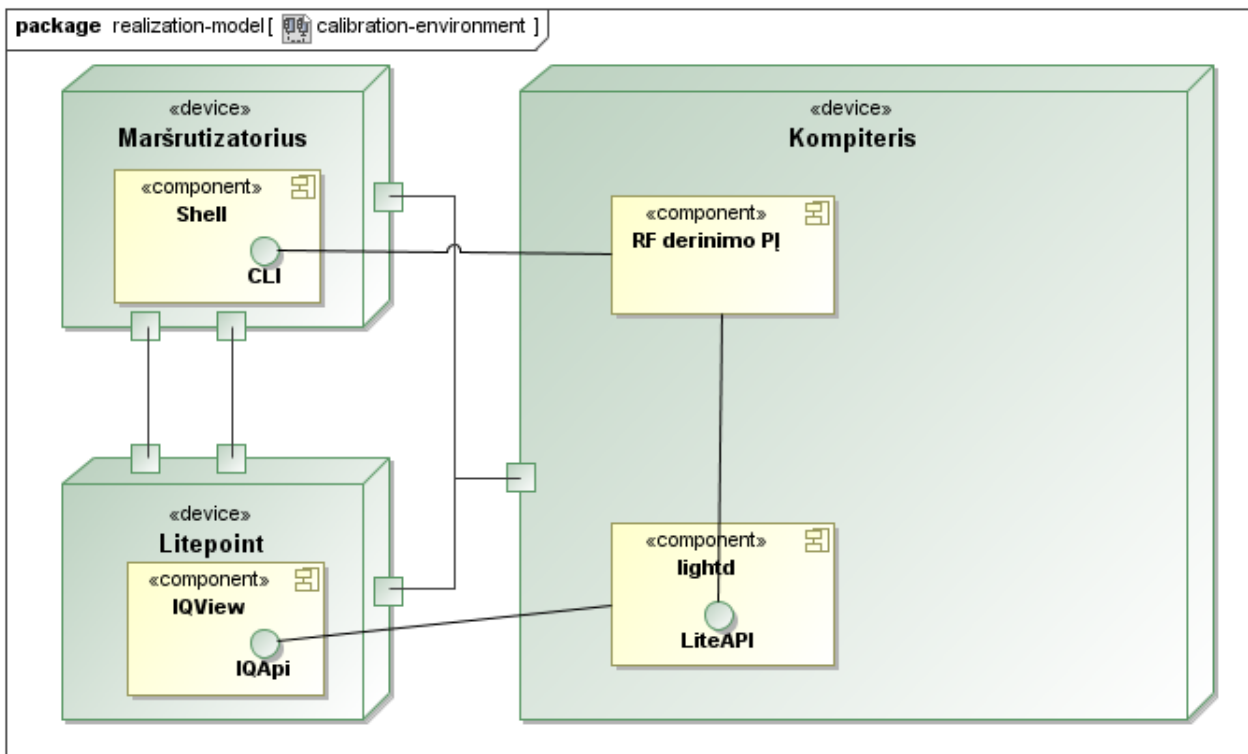 package realization-model[ calibration-environment ]
«device»
Maršrutizatorius
«component»
Shell
CLI
«device»
Kompiteris
«component»
RF derinimo PĮ
«device»
Litepoint
«component»
IQView
IQApi
«component»
lightd
LiteAPI